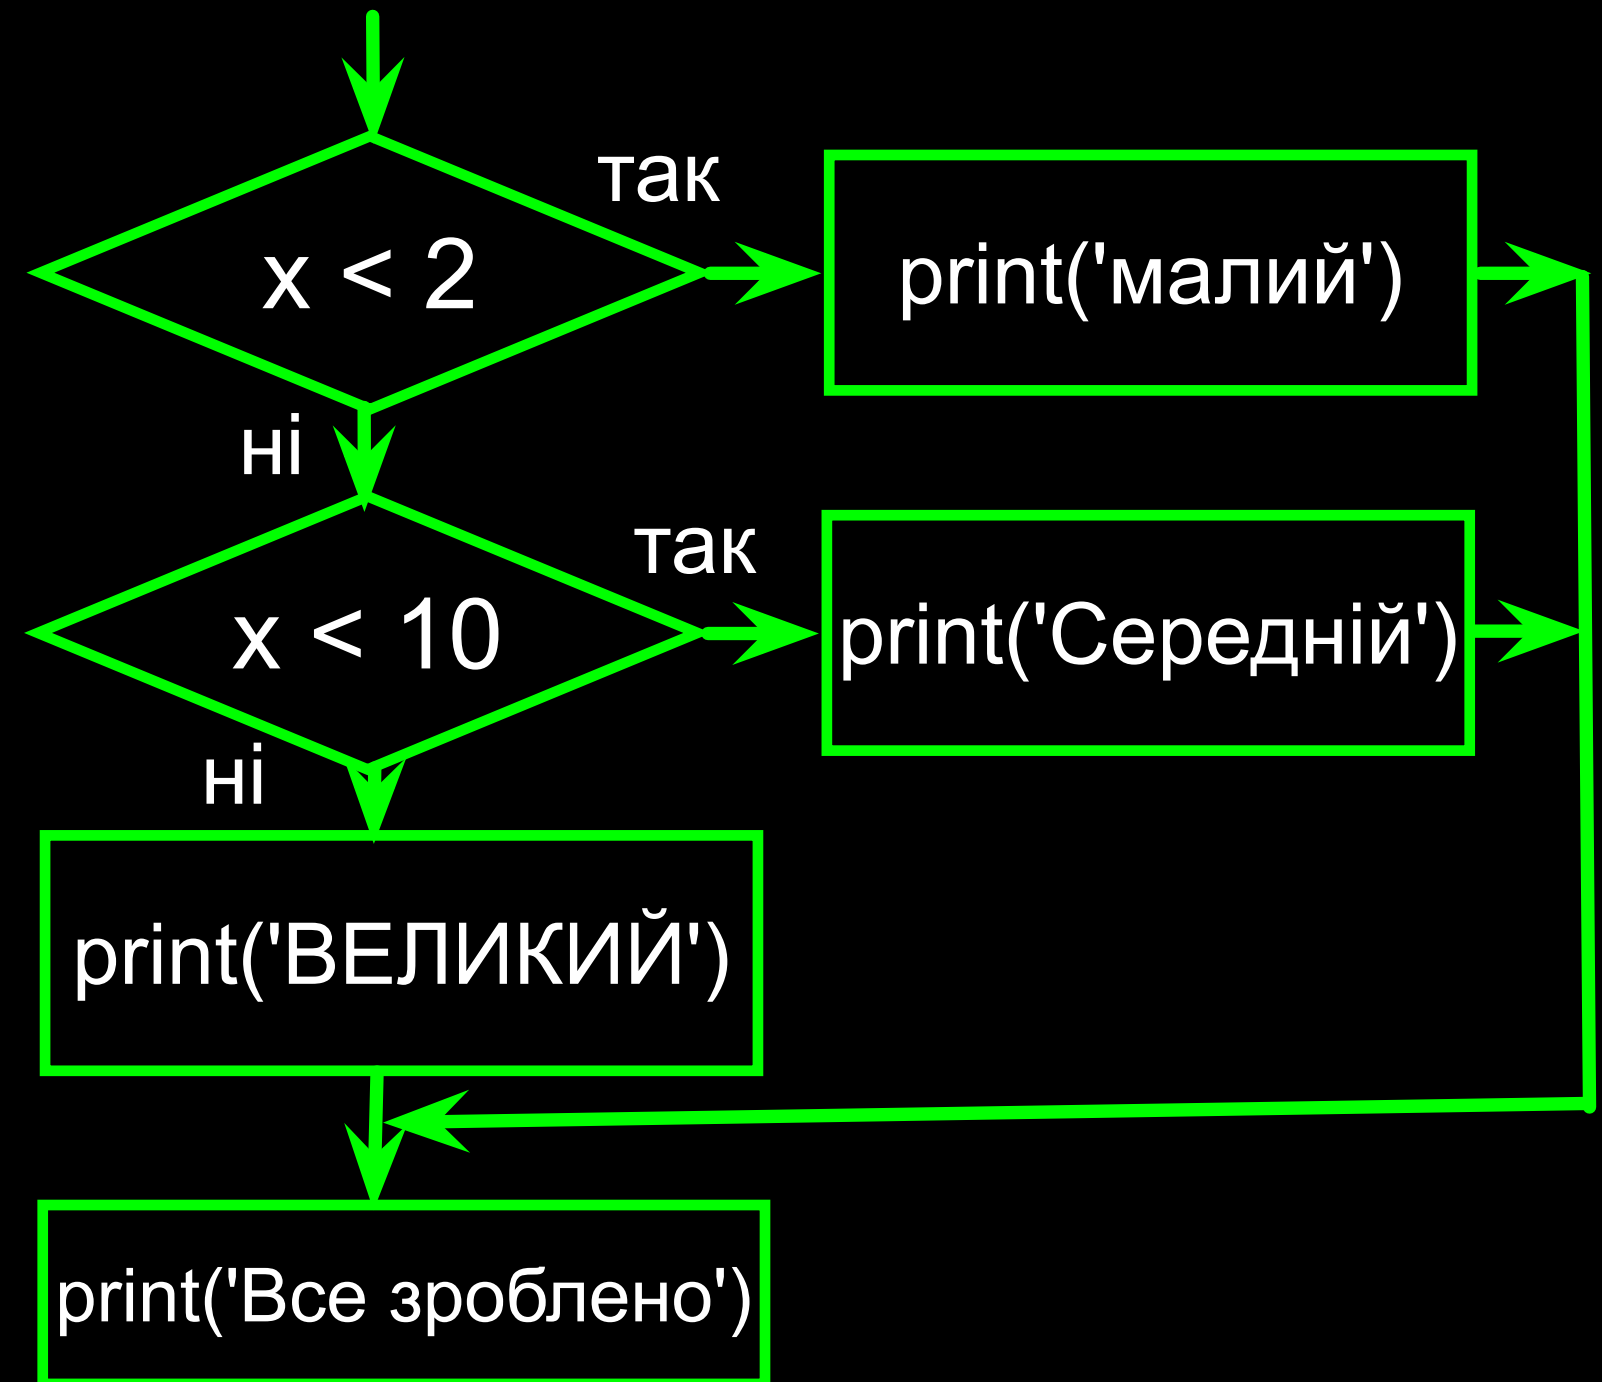 так
x < 2
print('малий')
ні
так
x < 10
print('Середній')
ні
print('ВЕЛИКИЙ')
print('Все зроблено')